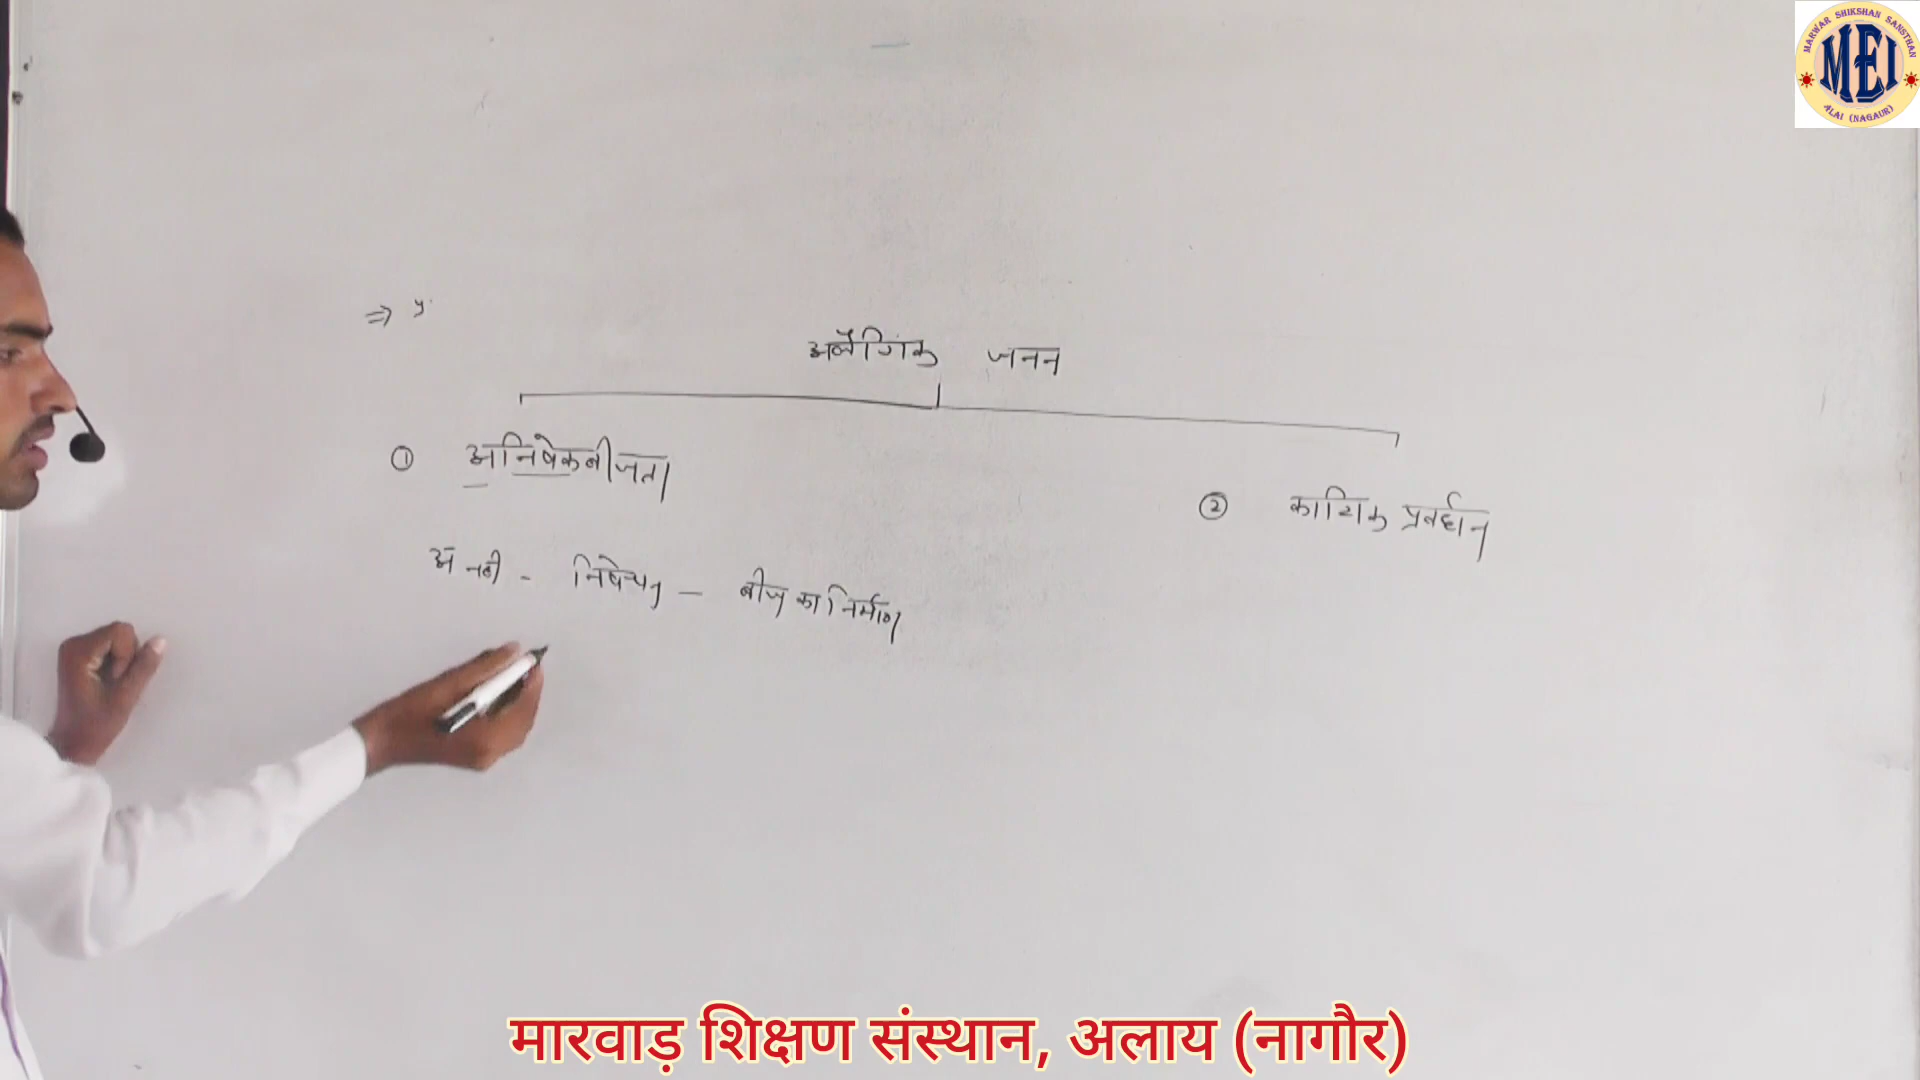 MARWAR SHIKSHAN SANSTHAN
MEI
ALAI (NAGAUR)
⇒
अलैगिंक जनन
① अनिषेकबीजता
② कायिक प्रवर्धन
अ नही - निषेचन - बीज का निर्माण
मारवाड़ शिक्षण संस्थान, अलाय (नागौर)